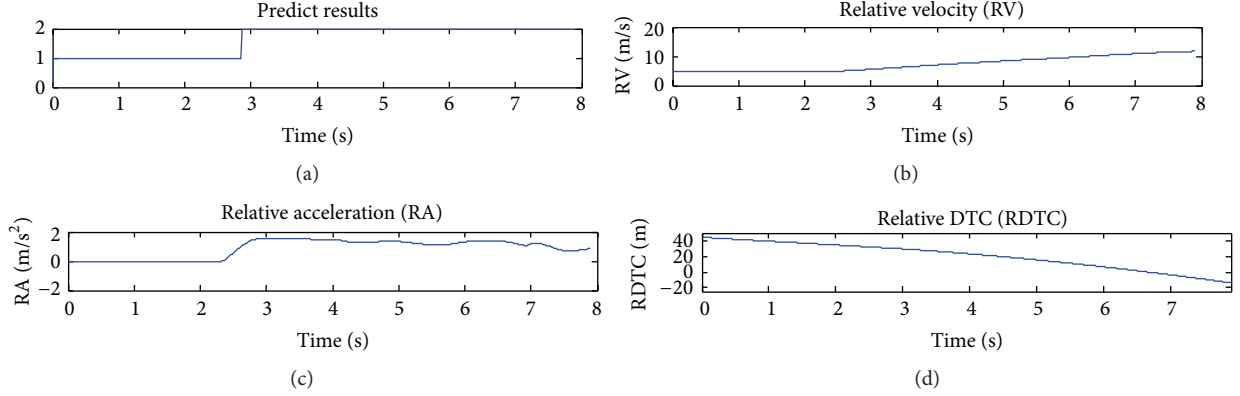 Predict results
2
1
0
0 1 2 3 4 5 6 7 8
Time (s)
(a)
Relative velocity (RV)
RV (m/s)
20
10
0
0 1 2 3 4 5 6 7 8
Time (s)
(b)
Relative acceleration (RA)
RA (m/s²)
2
0
−2
0 1 2 3 4 5 6 7 8
Time (s)
(c)
Relative DTC (RDTC)
RDTC (m)
40
20
0
−20
0 1 2 3 4 5 6 7
Time (s)
(d)